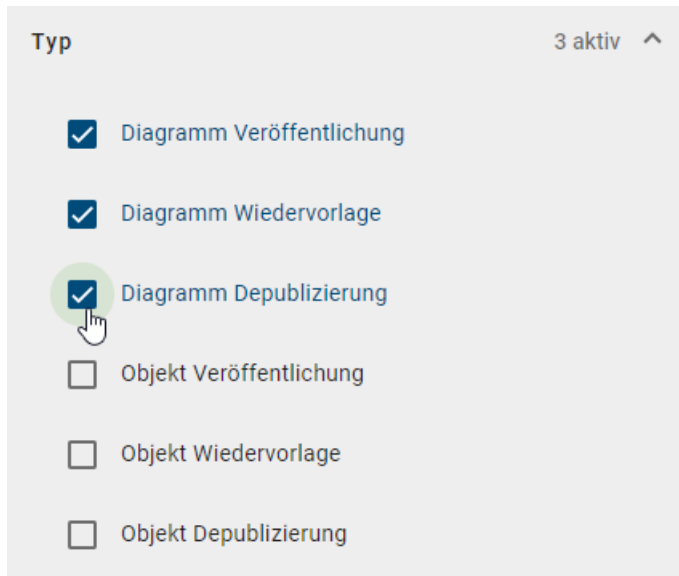 Typ 3 aktiv
Diagramm Veröffentlichung
Diagramm Wiedervorlage
Diagramm Depublizierung
Objekt Veröffentlichung
Objekt Wiedervorlage
Objekt Depublizierung